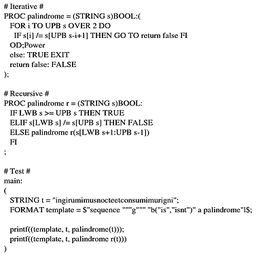 # Iterative #
PROC palindrome = (STRING s)BOOL:(
FOR i TO UPB s OVER 2 DO
IF s[i] /= s[UPB s-i+1] THEN GO TO return false FI
OD;Power
else: TRUE EXIT
return false: FALSE
);
# Recursive #
PROC palindrome r = (STRING s)BOOL:
IF LWB s >= UPB s THEN TRUE
ELIF s[LWB s] /= s[UPB s] THEN FALSE
ELSE palindrome r(s[LWB s+1:UPB s-1])
FI
;
# Test #
main:
(
STRING t = "ingirumimusnocteetconsumimurigni";
FORMAT template = $"sequence """g""" "b("is","isnt")" a palindrome"l$;
printf((template, t, palindrome(t)));
printf((template, t, palindrome r(t)))
)